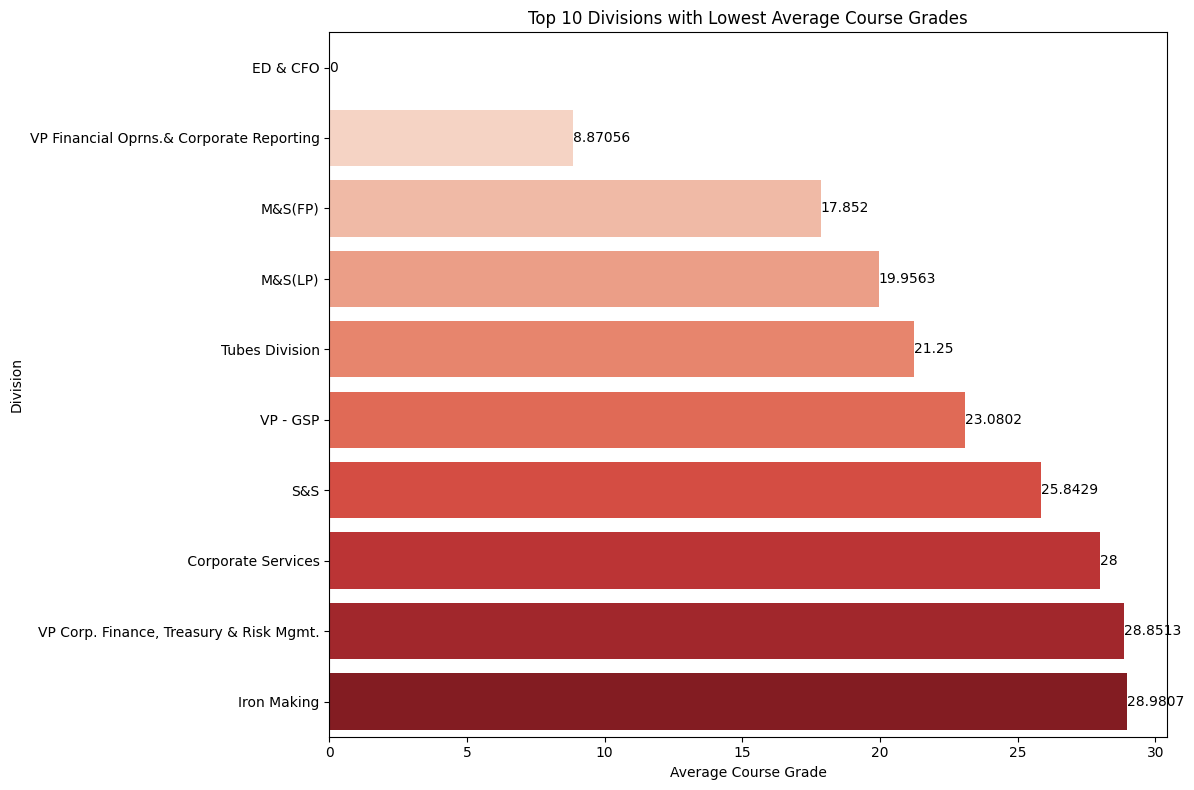 Top 10 Divisions with Lowest Average Course Grades
Division
ED & CFO 0
VP Financial Oprns.& Corporate Reporting 8.87056
M&S(FP) 17.852
M&S(LP) 19.9563
Tubes Division 21.25
VP - GSP 23.0802
S&S 25.8429
Corporate Services 28
VP Corp. Finance, Treasury & Risk Mgmt. 28.8513
Iron Making 28.9807
0 5 10 15 20 25 30
Average Course Grade